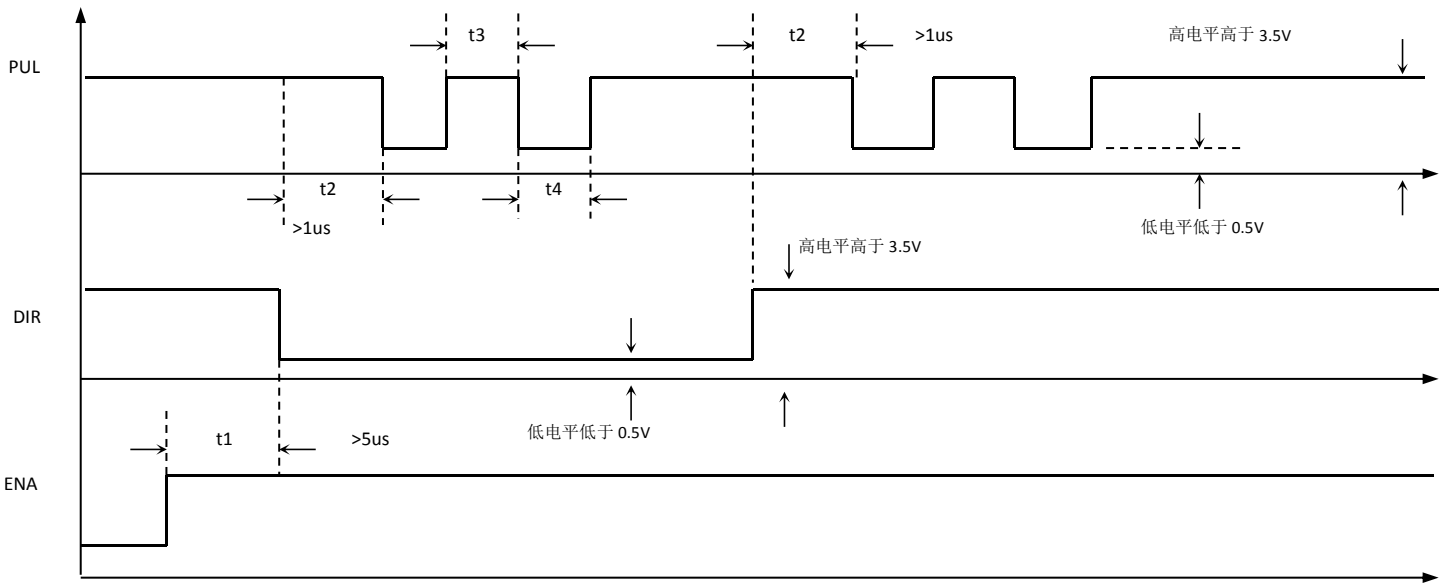 t3
t2
>1us
高电平高于 3.5V
PUL
t2
t4
>1us
低电平低于 0.5V
高电平高于 3.5V
DIR
t1
>5us
低电平低于 0.5V
ENA